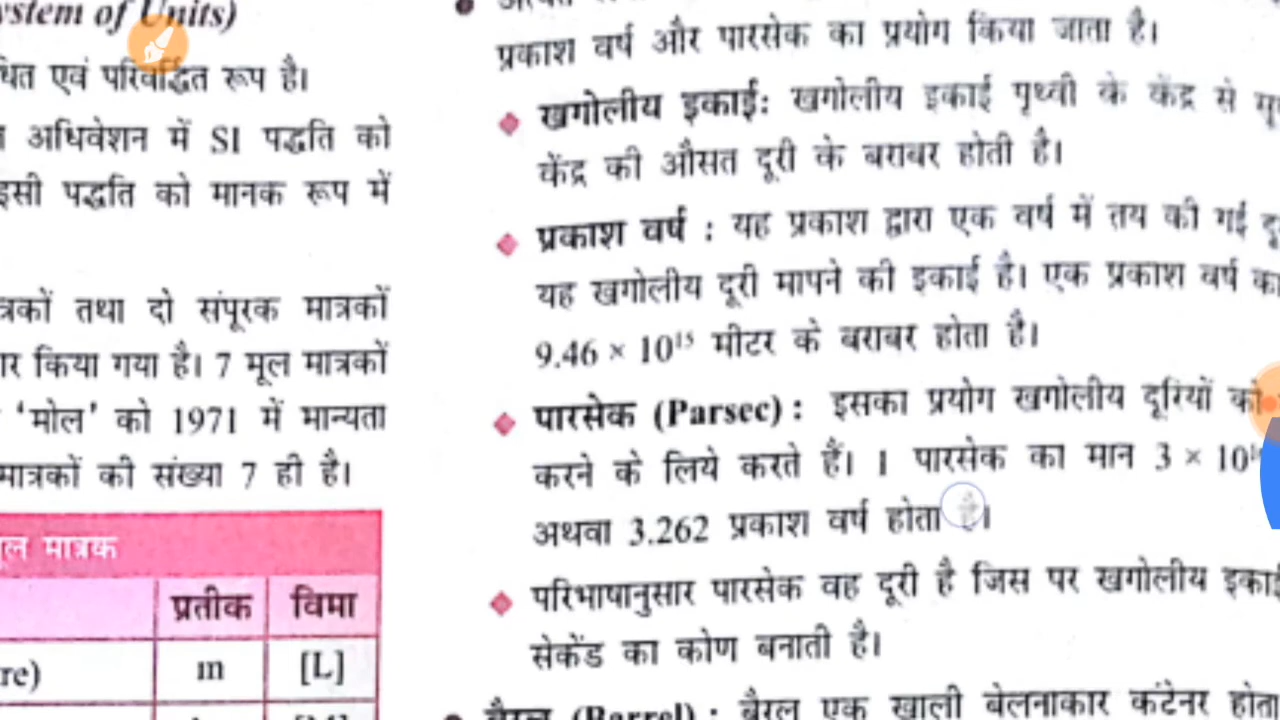 ystem of Units)
एवं परिवर्द्धित रूप है।
अधिवेशन में SI पद्धति को
इसी पद्धति को मानक रूप में
तथा दो संपूरक मात्रकों
किया गया है। 7 मूल मात्रकों
'मोल' को 1971 में मान्यता
मात्रकों की संख्या 7 ही है।
मात्रक
प्रतीक विमा
re) m [L]
प्रकाश वर्ष और पारसेक का प्रयोग किया जाता है।
खगोलीय इकाई: खगोलीय इकाई पृथ्वी के केंद्र से
केंद्र की औसत दूरी के बराबर होती है।
प्रकाश वर्ष : यह प्रकाश द्वारा एक वर्ष में तय की गई
यह खगोलीय दूरी मापने की इकाई है। एक प्रकाश वर्ष का
9.46 × 10¹⁵ मीटर के बराबर होता है।
पारसेक (Parsec) : इसका प्रयोग खगोलीय दूरियों को
करने के लिये करते हैं। 1 पारसेक का मान 3 × 10
अथवा 3.262 प्रकाश वर्ष होता है।
परिभाषानुसार पारसेक वह दूरी है जिस पर खगोलीय इकाई
सेकेंड का कोण बनाती है।
बैरल (Barrel) : बैरल एक खाली बेलनाकार कंटेनर होता